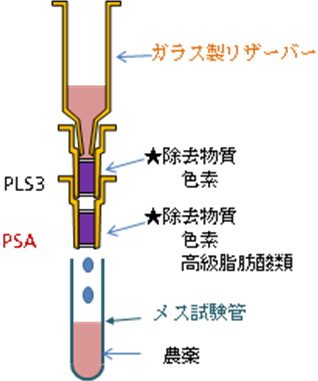 ガラス製リザーバー
★除去物質
色素
PLS3
★除去物質
色素
高級脂肪酸類
PSA
メス試験管
農薬